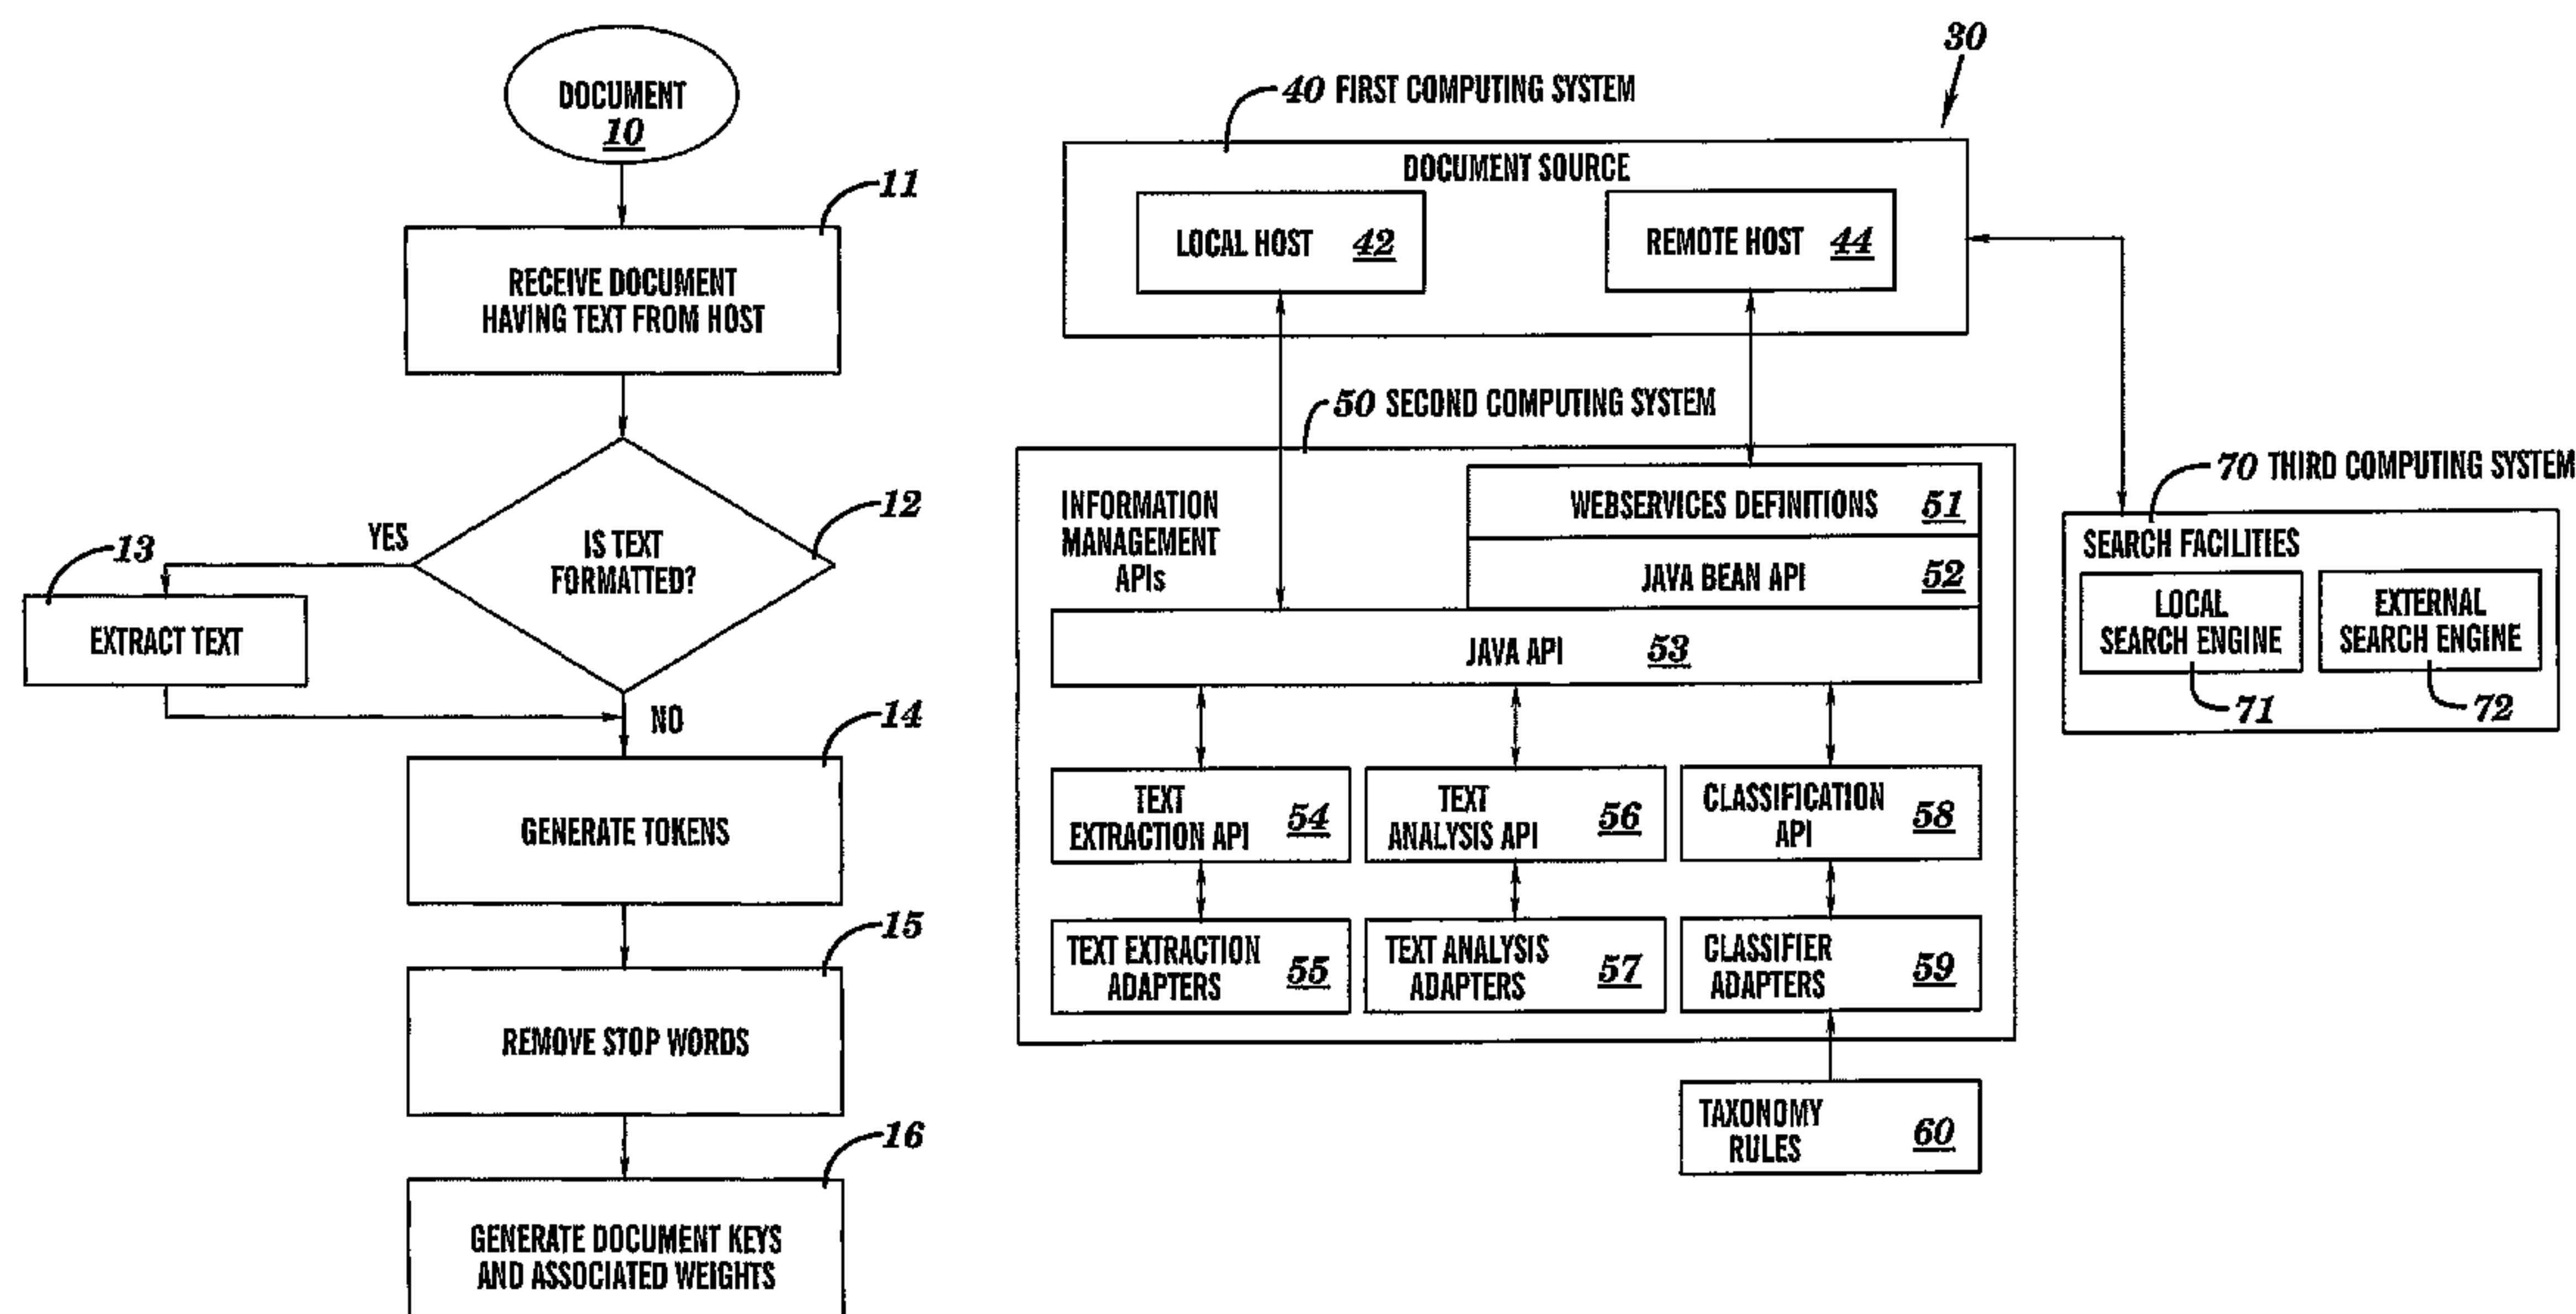 DOCUMENT
10
11
RECEIVE DOCUMENT
HAVING TEXT FROM HOST
12
IS TEXT
FORMATTED?
YES
13
EXTRACT TEXT
NO
14
GENERATE TOKENS
15
REMOVE STOP WORDS
16
GENERATE DOCUMENT KEYS
AND ASSOCIATED WEIGHTS
30
40 FIRST COMPUTING SYSTEM
DOCUMENT SOURCE
LOCAL HOST 42
REMOTE HOST 44
50 SECOND COMPUTING SYSTEM
INFORMATION
MANAGEMENT
APIs
WEBSERVICES DEFINITIONS 51
JAVA BEAN API 52
JAVA API 53
TEXT
EXTRACTION API 54
TEXT
ANALYSIS API 56
CLASSIFICATION
API 58
TEXT EXTRACTION
ADAPTERS 55
TEXT ANALYSIS
ADAPTERS 57
CLASSIFIER
ADAPTERS 59
TAXONOMY
RULES 60
70 THIRD COMPUTING SYSTEM
SEARCH FACILITIES
LOCAL
SEARCH ENGINE
71
EXTERNAL
SEARCH ENGINE
72